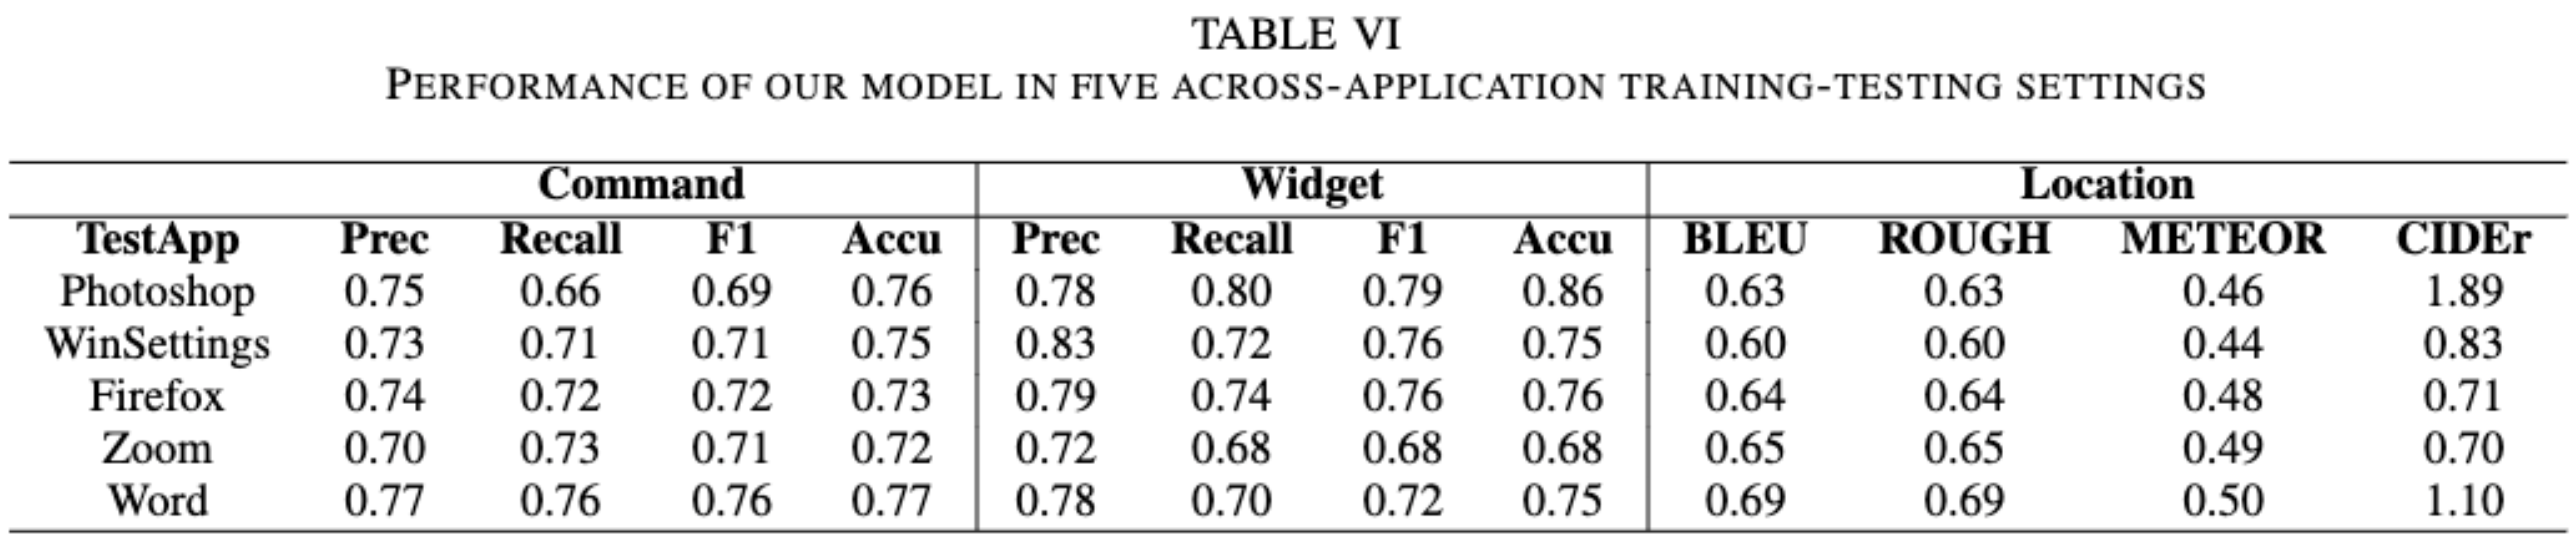 TABLE VI
PERFORMANCE OF OUR MODEL IN FIVE ACROSS-APPLICATION TRAINING-TESTING SETTINGS
Command Widget Location
TestApp Prec Recall F1 Accu Prec Recall F1 Accu BLEU ROUGH METEOR CIDEr
Photoshop 0.75 0.66 0.69 0.76 0.78 0.80 0.79 0.86 0.63 0.63 0.46 1.89
WinSettings 0.73 0.71 0.71 0.75 0.83 0.72 0.76 0.75 0.60 0.60 0.44 0.83
Firefox 0.74 0.72 0.72 0.73 0.79 0.74 0.76 0.76 0.64 0.64 0.48 0.71
Zoom 0.70 0.73 0.71 0.72 0.72 0.68 0.68 0.68 0.65 0.65 0.49 0.70
Word 0.77 0.76 0.76 0.77 0.78 0.70 0.72 0.75 0.69 0.69 0.50 1.10